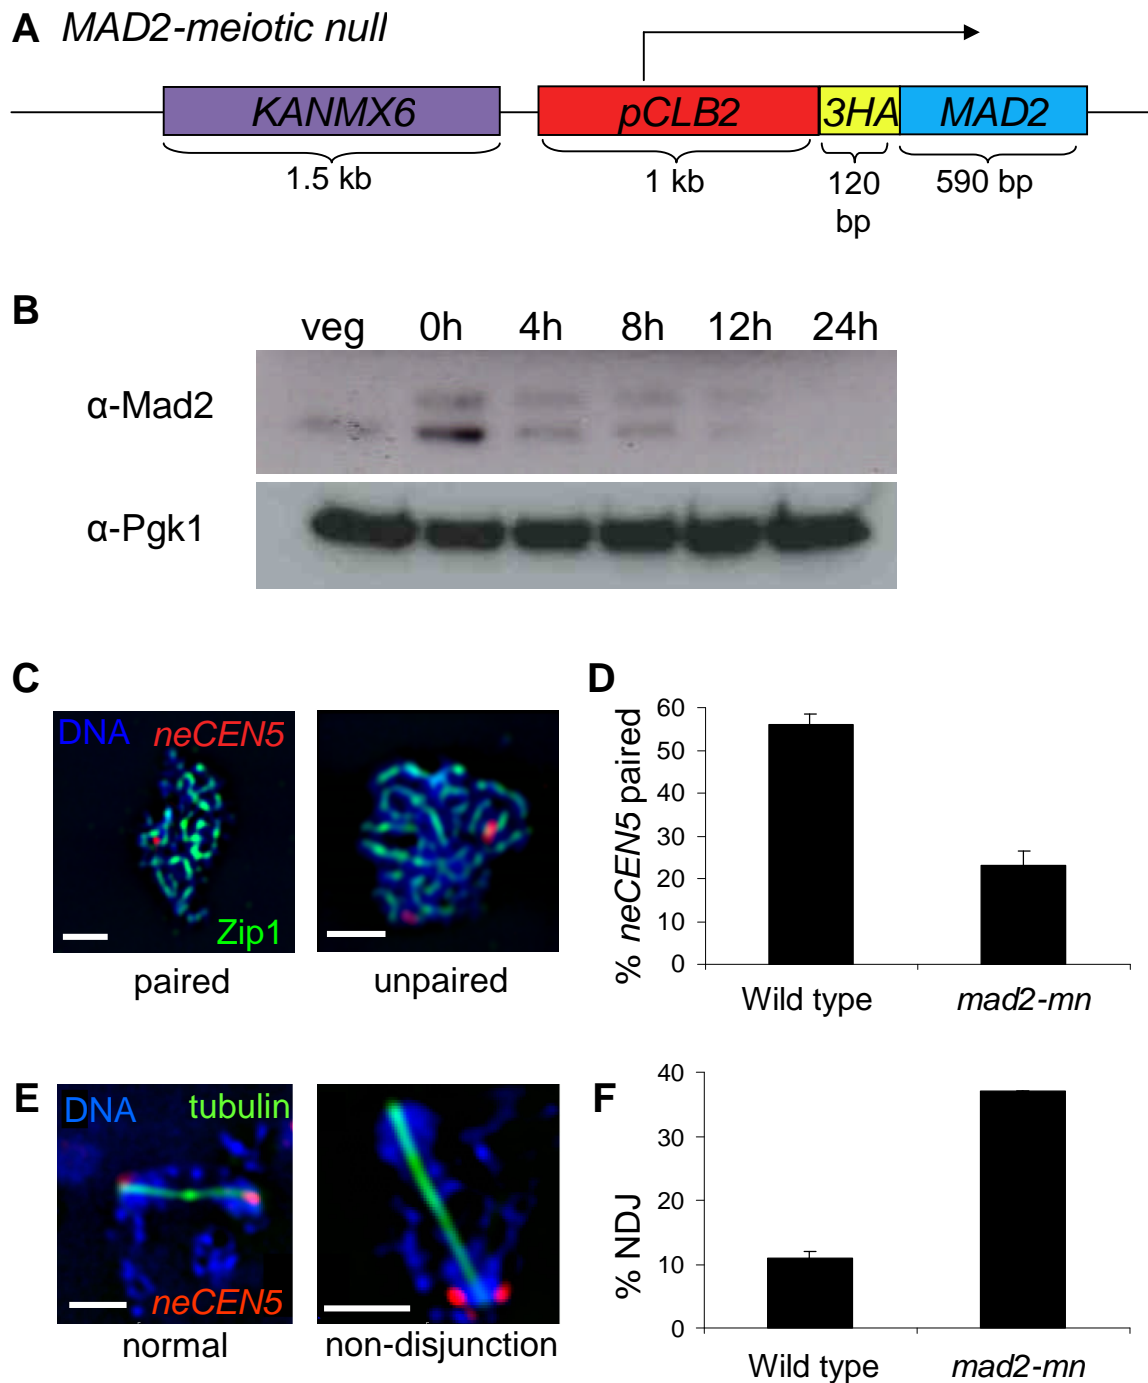 A MAD2-meiotic null
KANMX6 pCLB2 3HA MAD2
1.5 kb 1 kb 120 bp 590 bp
B
veg 0h 4h 8h 12h 24h
α-Mad2
α-Pgk1
C
DNA neCEN5
Zip1
paired unpaired
D
% neCEN5 paired
60
50
40
30
20
10
0
Wild type mad2-mn
E
DNA tubulin
neCEN5
normal non-disjunction
F
% NDJ
40
30
20
10
0
Wild type mad2-mn